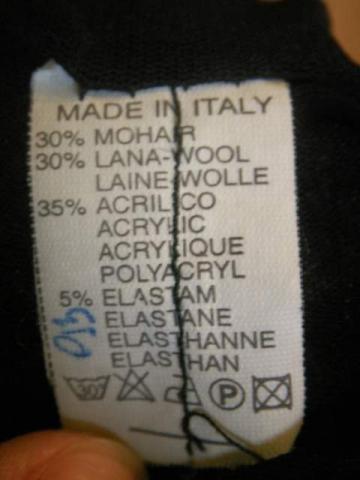 MADE IN ITALY
30% MOHAIR
30% LANA-WOOL
LAINE-WOLLE
35% ACRILICO
ACRYLIC
ACRYLIQUE
POLYACRYL
5% ELASTAM
ELASTANE
ELASTHANNE
ELASTHAN
30 P